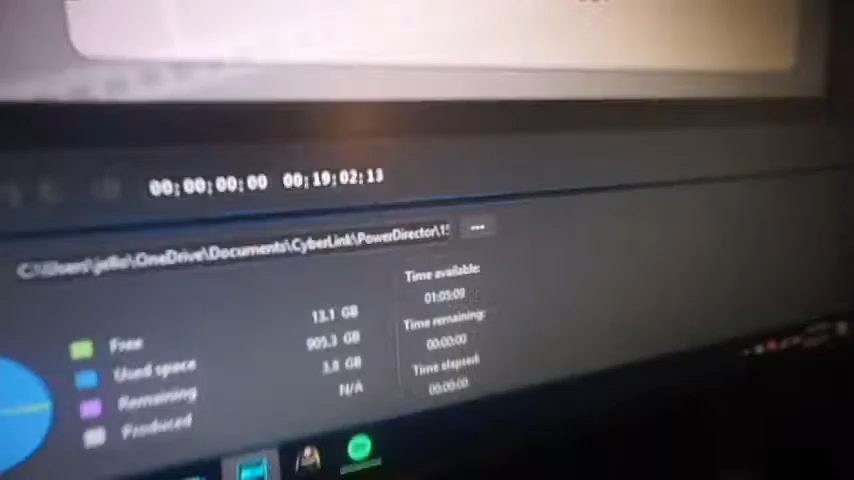 00;00;00;00 00;19;02;13
C:\Users\jello\OneDrive\Documents\CyberLink\PowerDirector\15 ...
Time available:
01:05:09
Time remaining:
00:00:00
Time elapsed:
00:00:00
Free 13.1 GB
Used space 905.3 GB
Remaining 3.8 GB
Produced N/A